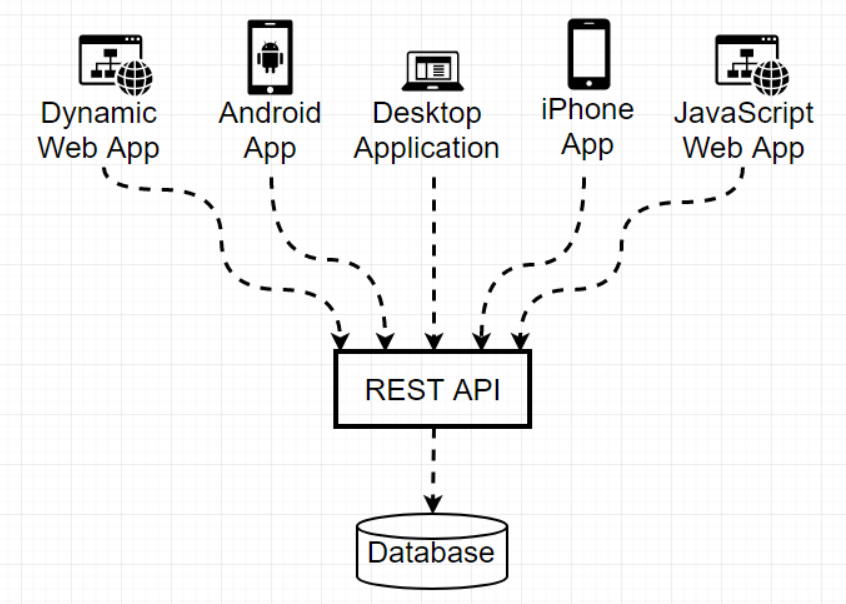 Dynamic
Web App
Android
App
Desktop
Application
iPhone
App
JavaScript
Web App
REST API
Database